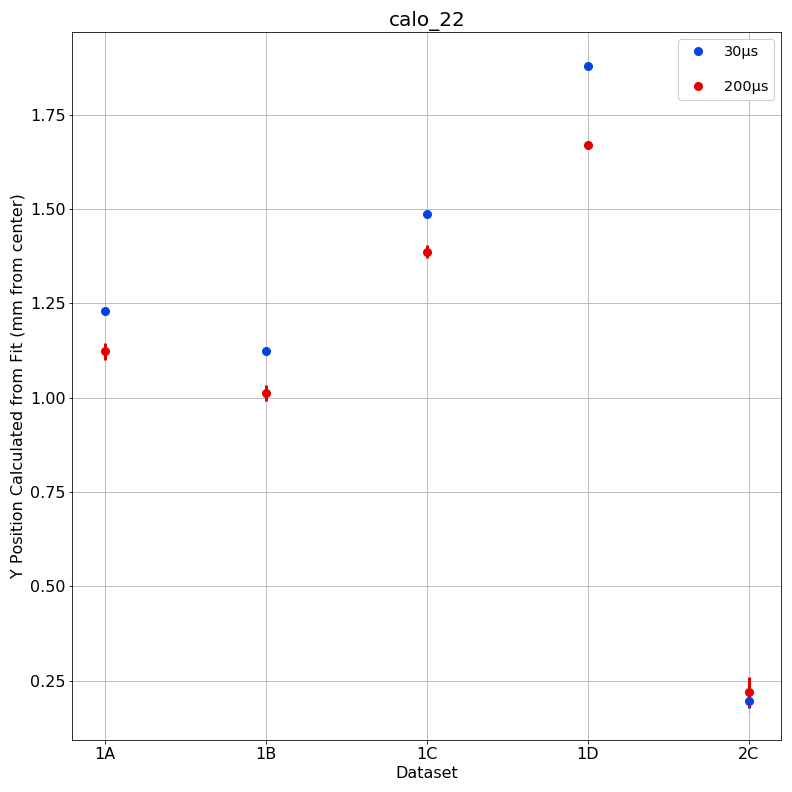 calo_22
30μs
200μs
1.75
1.50
1.25
1.00
0.75
0.50
0.25
Y Position Calculated from Fit (mm from center)
1A 1B 1C 1D 2C
Dataset